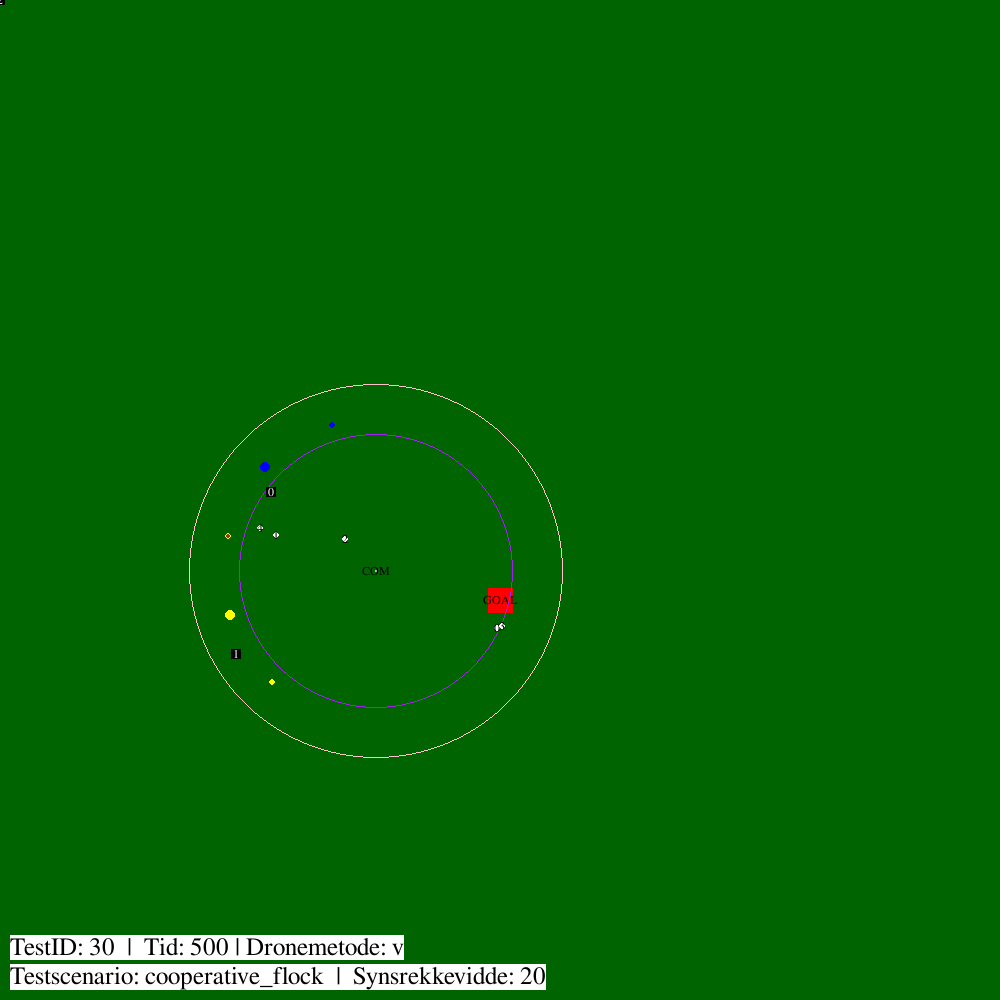 0
COM
GOAL
1
TestID: 30 | Tid: 500 | Dronemetode: v
Testscenario: cooperative_flock | Synsrekkevidde: 20